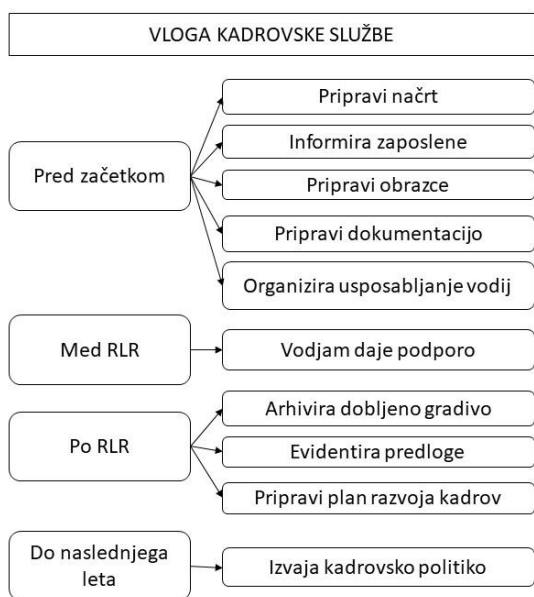 VLOGA KADROVSKE SLUŽBE
Pred začetkom
Pripravi načrt
Informira zaposlene
Pripravi obrazce
Pripravi dokumentacijo
Organizira usposabljanje vodij
Med RLR
Vodjam daje podporo
Po RLR
Arhivira dobljeno gradivo
Evidentira predloge
Pripravi plan razvoja kadrov
Do naslednjega
leta
Izvaja kadrovsko politiko